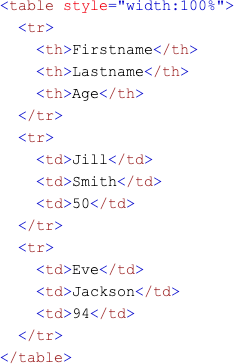 <table style="width:100%">
  <tr>
    <th>Firstname</th>
    <th>Lastname</th>
    <th>Age</th>
  </tr>
  <tr>
    <td>Jill</td>
    <td>Smith</td>
    <td>50</td>
  </tr>
  <tr>
    <td>Eve</td>
    <td>Jackson</td>
    <td>94</td>
  </tr>
</table>